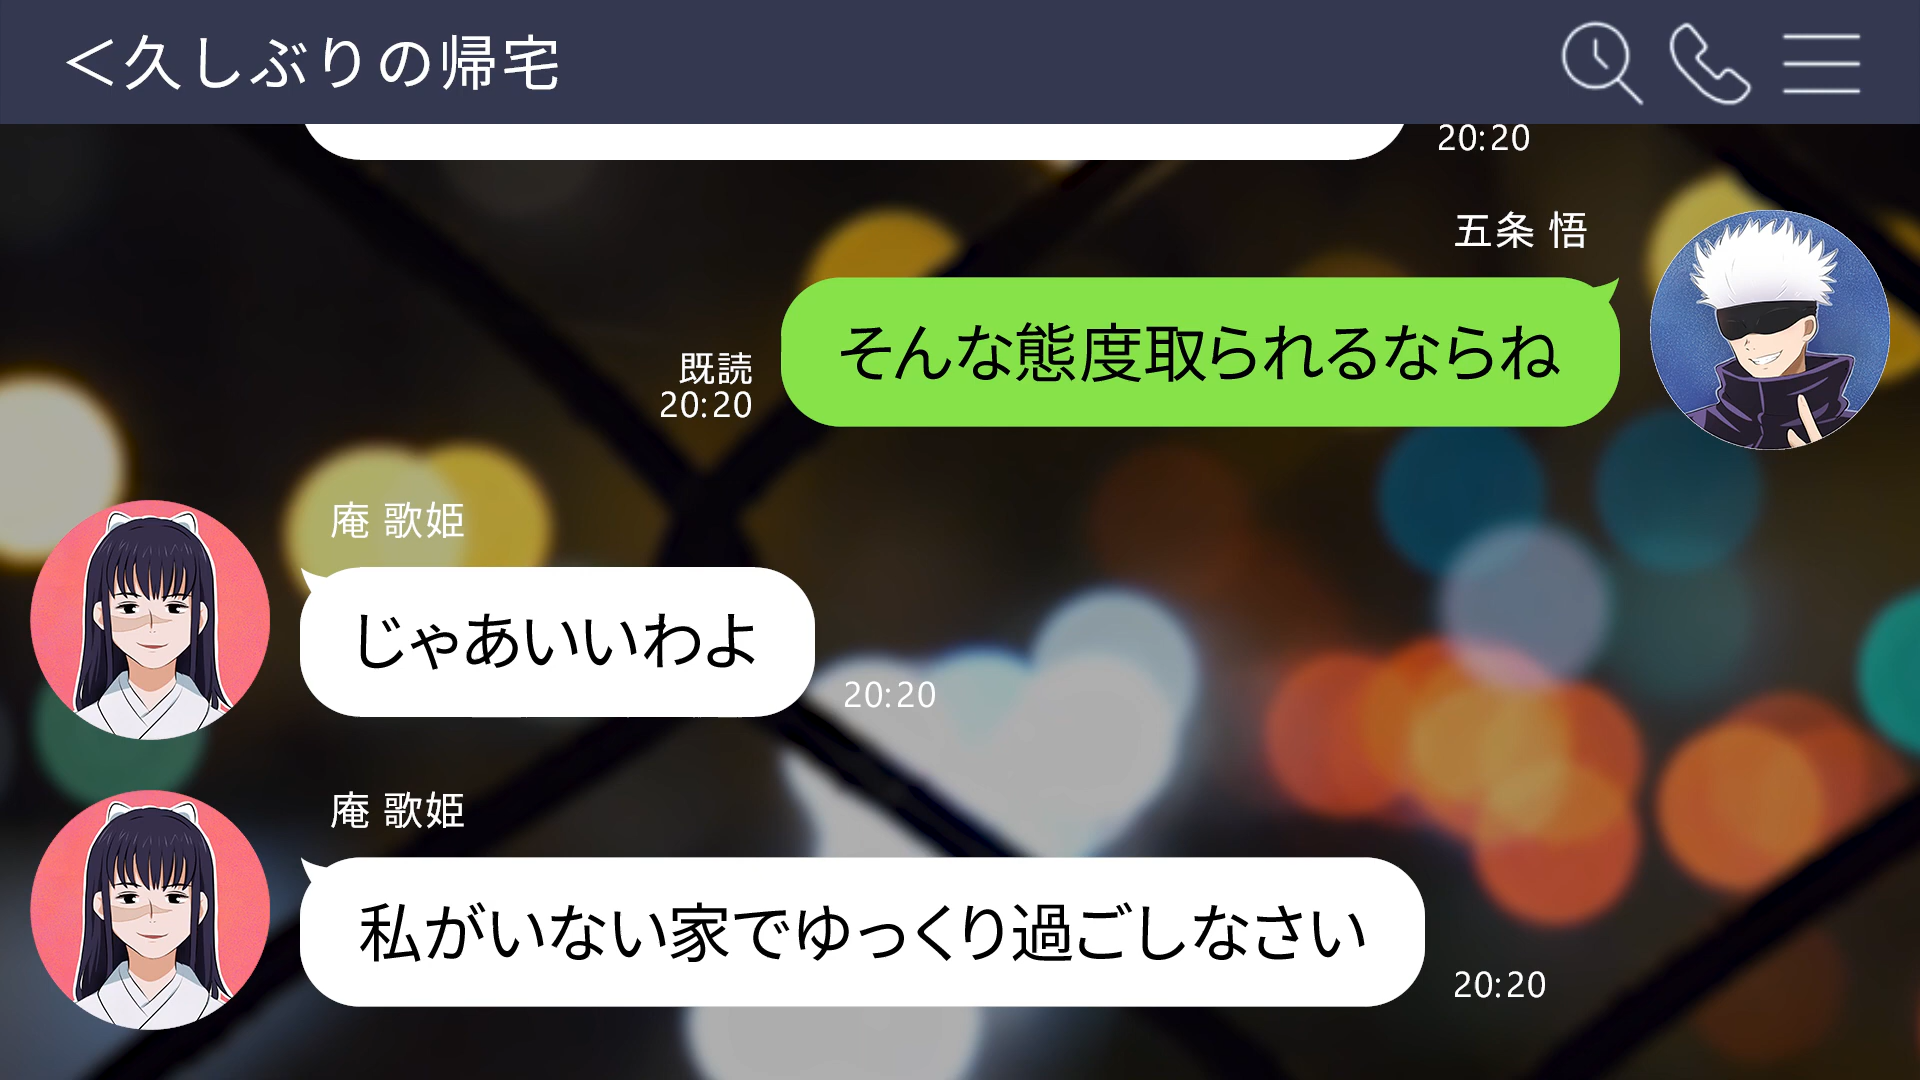 ＜久しぶりの帰宅
20:20
五条 悟
そんな態度取られるならね
既読
20:20
庵 歌姫
じゃあいいわよ
20:20
庵 歌姫
私がいない家でゆっくり過ごしなさい
20:20